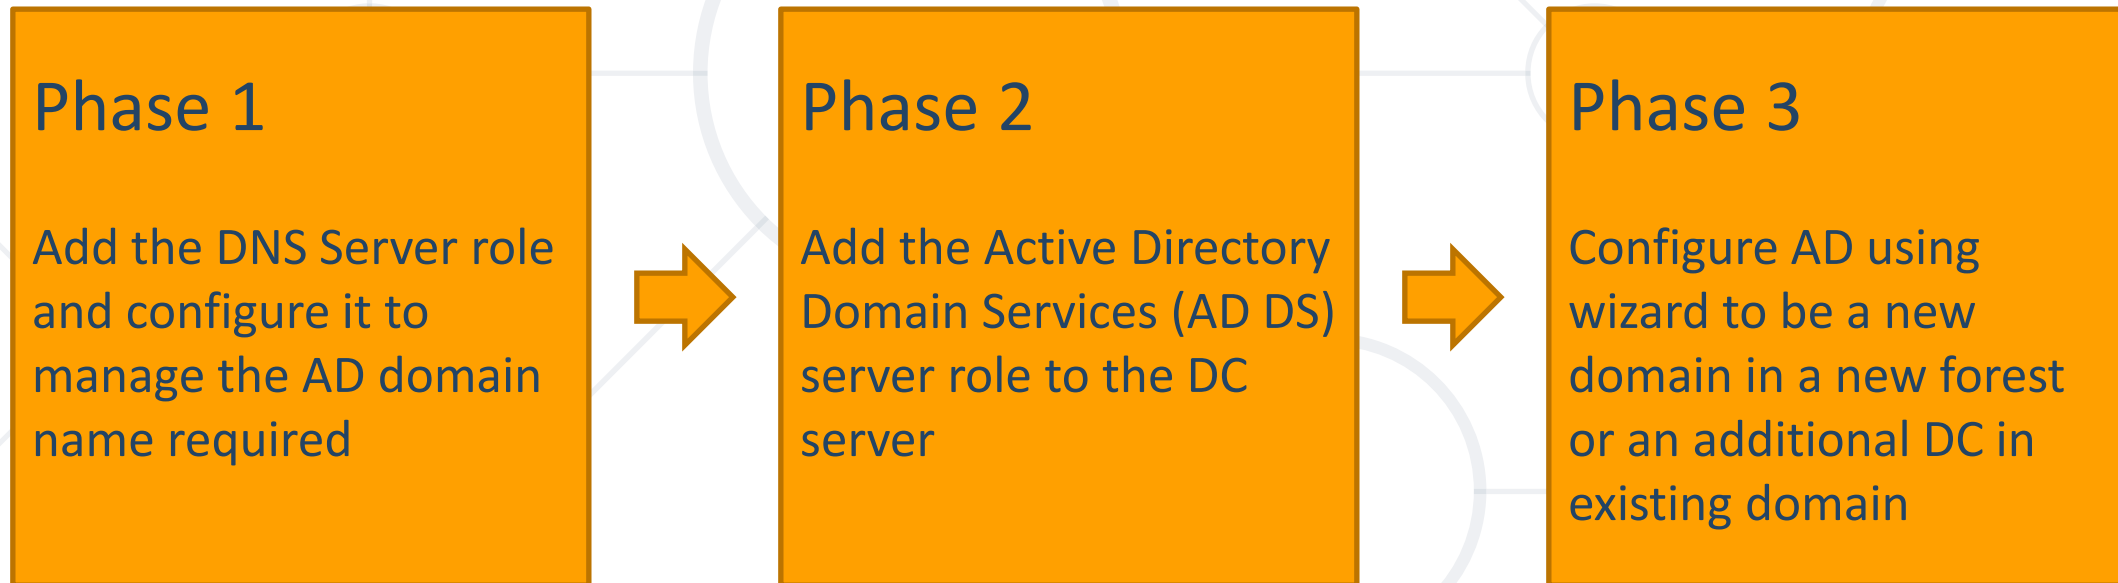 Phase 1
Add the DNS Server role
and configure it to
manage the AD domain
name required
Phase 2
Add the Active Directory
Domain Services (AD DS)
server role to the DC
server
Phase 3
Configure AD using
wizard to be a new
domain in a new forest
or an additional DC in
existing domain